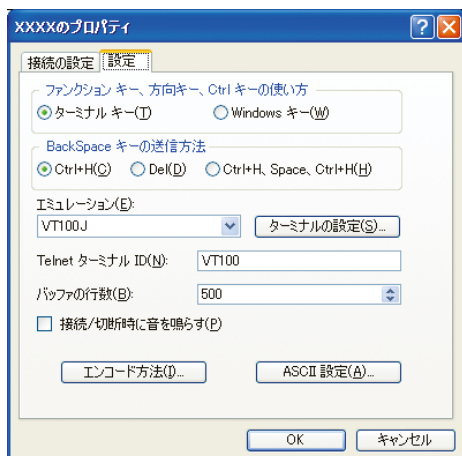 XXXXのプロパティ
接続の設定 設定
ファンクション キー、方向キー、Ctrl キーの使い方
ターミナル キー(T) Windows キー(W)
BackSpace キーの送信方法
Ctrl+H(C) Del(D) Ctrl+H、Space、Ctrl+H(H)
エミュレーション(E):
VT100J ターミナルの設定(S)...
Telnet ターミナル ID(N): VT100
バッファの行数(B): 500
接続/切断時に音を鳴らす(P)
エンコード方法(I)... ASCII 設定(A)...
OK キャンセル